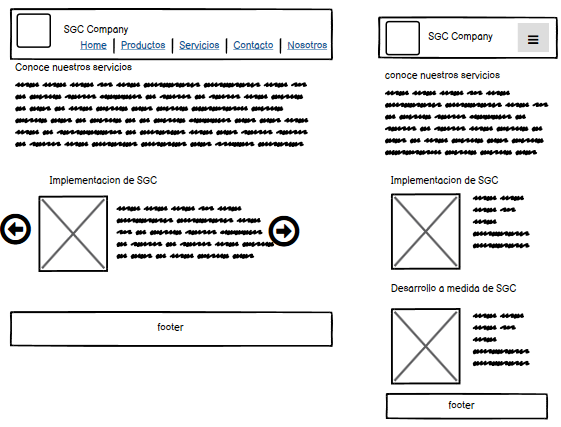 SGC Company
Home | Productos | Servicios | Contacto | Nosotros
Conoce nuestros servicios
Implementacion de SGC
footer
SGC Company
conoce nuestros servicios
Implementacion de SGC
Desarrollo a medida de SGC
footer